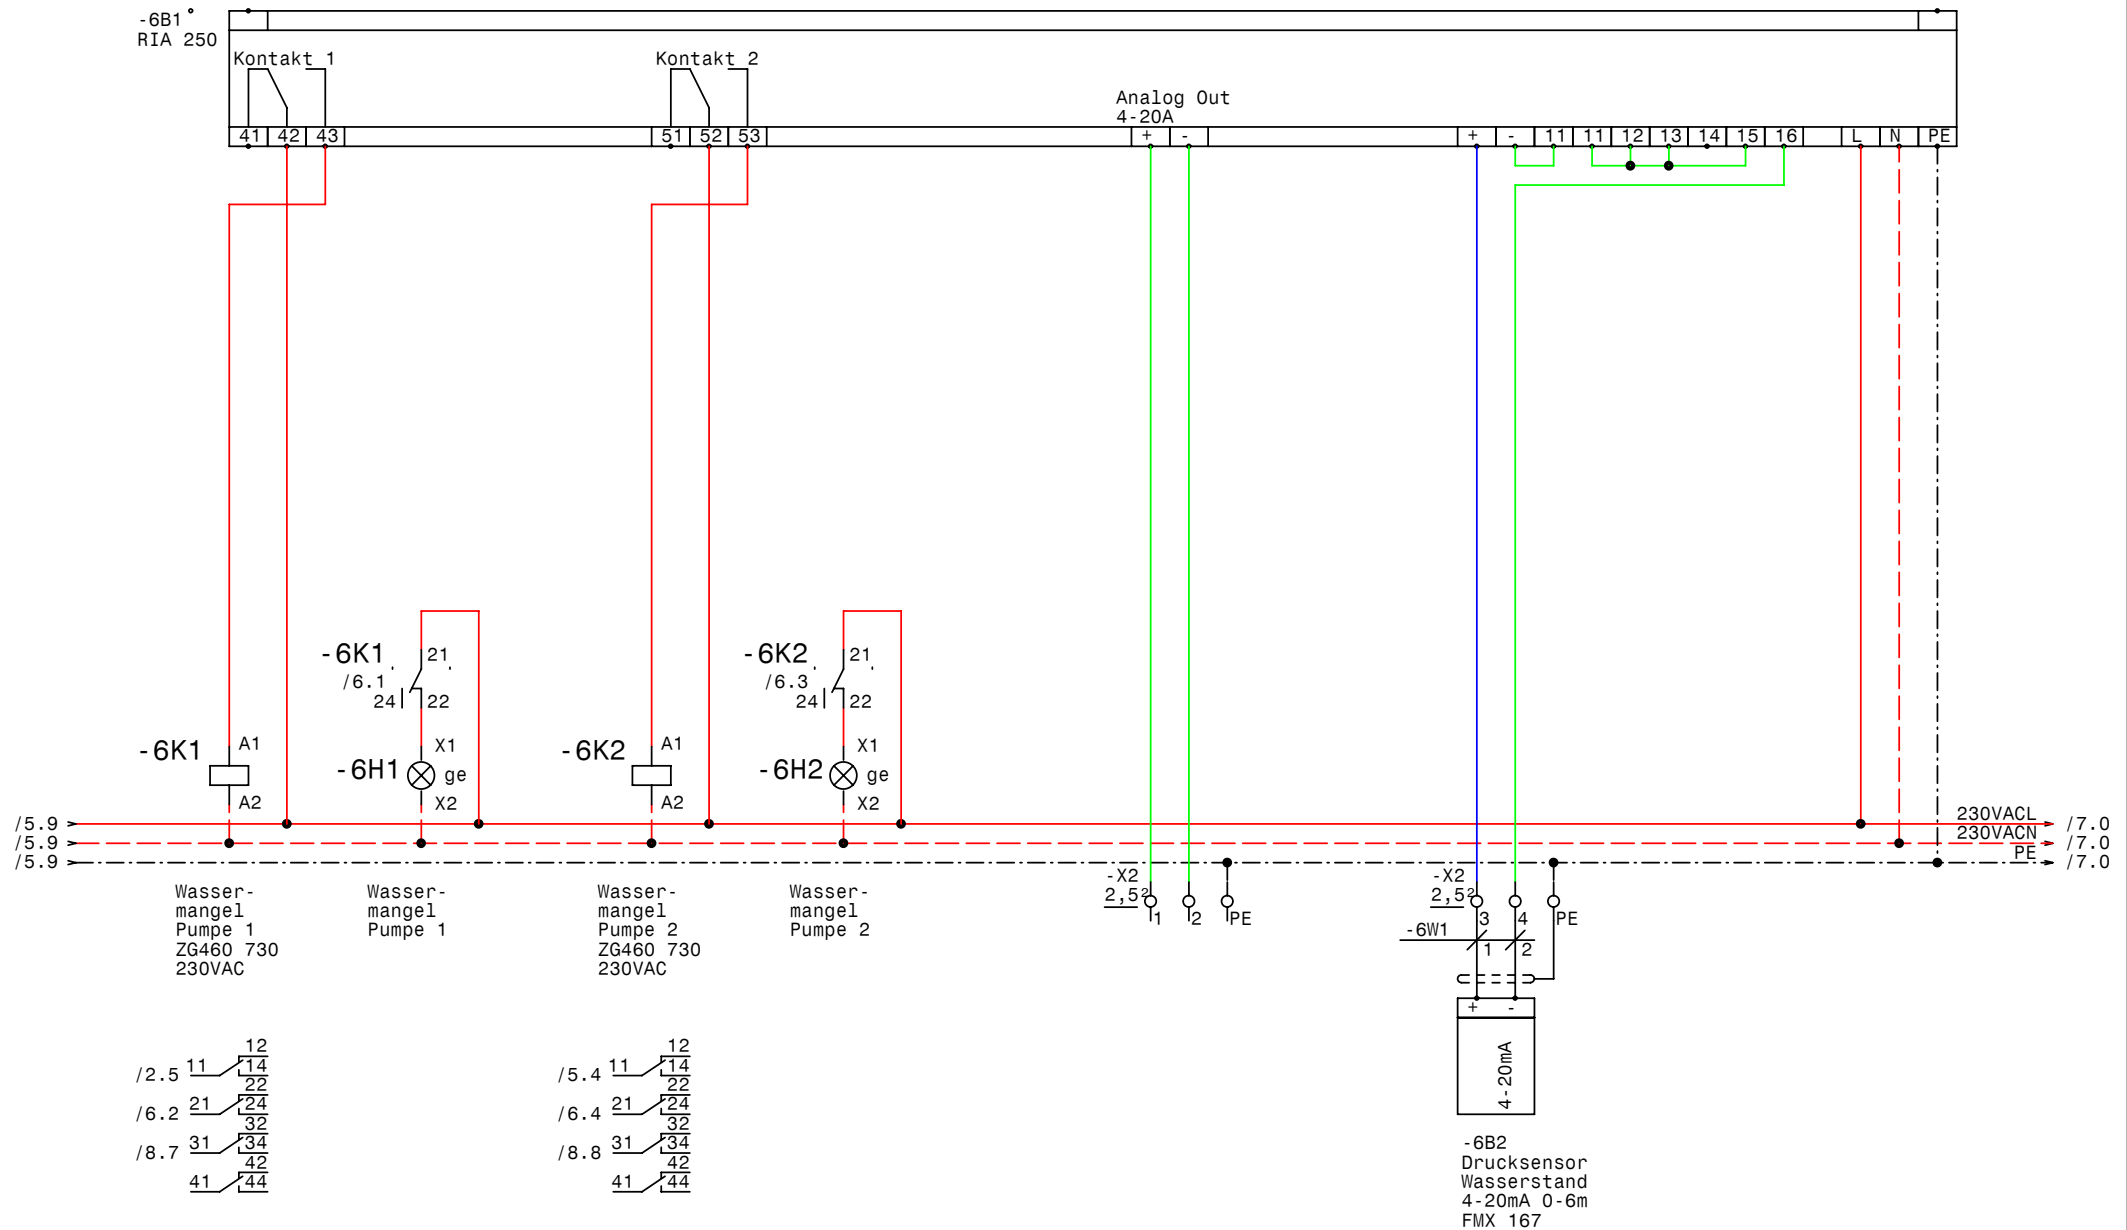 -6B1
RIA 250
Kontakt 1
Kontakt 2
Analog Out
4-20A
41 42 43 51 52 53 + - + - 11 11 12 13 14 15 16 L N PE
-6K1 21
/6.1
24 22
-6K2 21
/6.3
24 22
-6K1 A1
A2
-6H1 X1
ge
X2
-6K2 A1
A2
-6H2 X1
ge
X2
/5.9 230VACL /7.0
/5.9 230VACN /7.0
/5.9 PE /7.0
Wasser-
mangel
Pumpe 1
ZG460 730
230VAC
Wasser-
mangel
Pumpe 1
Wasser-
mangel
Pumpe 2
ZG460 730
230VAC
Wasser-
mangel
Pumpe 2
-X2
2,5²
1 2 PE
-X2
2,5²
3 4 PE
-6W1
1 2
+ -
4-20mA
-6B2
Drucksensor
Wasserstand
4-20mA 0-6m
FMX 167
12
/2.5 11 14
22
/6.2 21 24
32
/8.7 31 34
42
41 44
12
/5.4 11 14
22
/6.4 21 24
32
/8.8 31 34
42
41 44